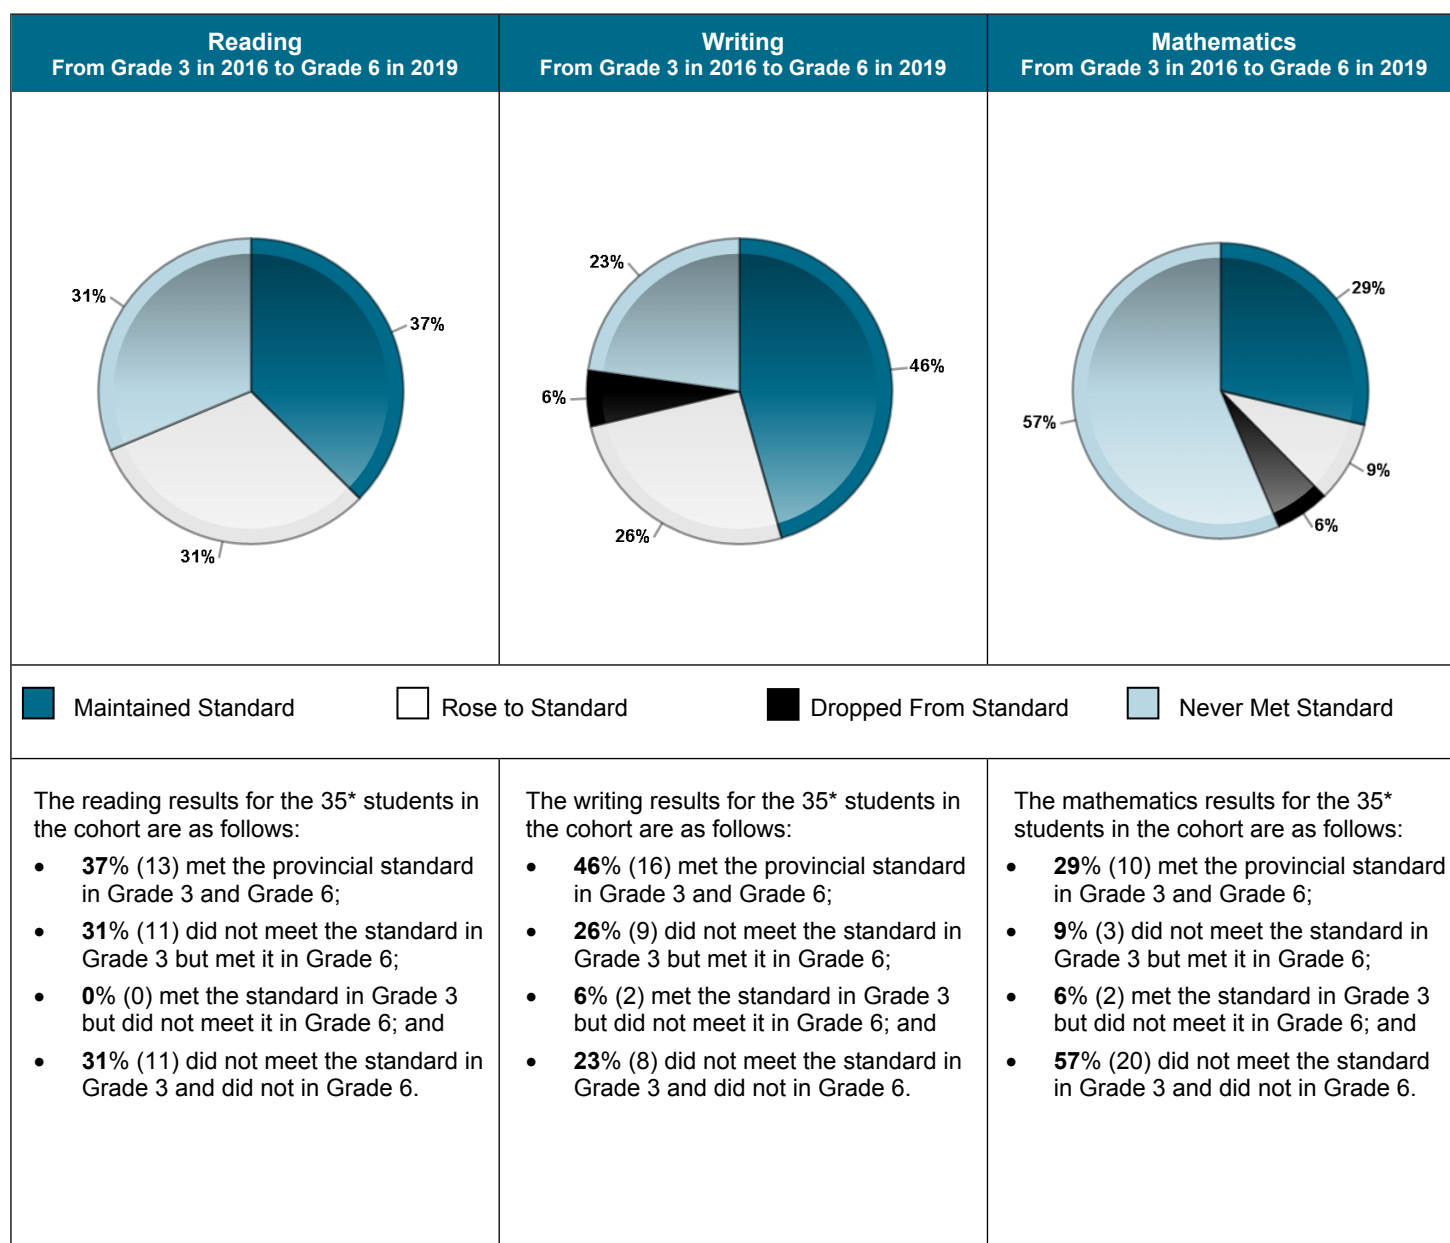 Reading
From Grade 3 in 2016 to Grade 6 in 2019
Writing
From Grade 3 in 2016 to Grade 6 in 2019
Mathematics
From Grade 3 in 2016 to Grade 6 in 2019
31%
37%
31%
23%
46%
6%
26%
29%
57%
9%
6%
Maintained Standard
Rose to Standard
Dropped From Standard
Never Met Standard
The reading results for the 35* students in
the cohort are as follows:
• 37% (13) met the provincial standard
in Grade 3 and Grade 6;
• 31% (11) did not meet the standard in
Grade 3 but met it in Grade 6;
• 0% (0) met the standard in Grade 3
but did not meet it in Grade 6; and
• 31% (11) did not meet the standard in
Grade 3 and did not in Grade 6.
The writing results for the 35* students in
the cohort are as follows:
• 46% (16) met the provincial standard
in Grade 3 and Grade 6;
• 26% (9) did not meet the standard in
Grade 3 but met it in Grade 6;
• 6% (2) met the standard in Grade 3
but did not meet it in Grade 6; and
• 23% (8) did not meet the standard in
Grade 3 and did not in Grade 6.
The mathematics results for the 35*
students in the cohort are as follows:
• 29% (10) met the provincial standard
in Grade 3 and Grade 6;
• 9% (3) did not meet the standard in
Grade 3 but met it in Grade 6;
• 6% (2) met the standard in Grade 3
but did not meet it in Grade 6; and
• 57% (20) did not meet the standard
in Grade 3 and did not in Grade 6.